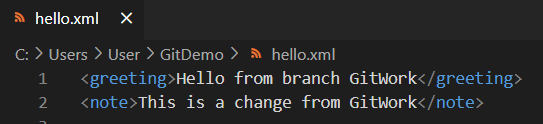 hello.xml
C: > Users > User > GitDemo > hello.xml
1 <greeting>Hello from branch GitWork</greeting>
2 <note>This is a change from GitWork</note>
3